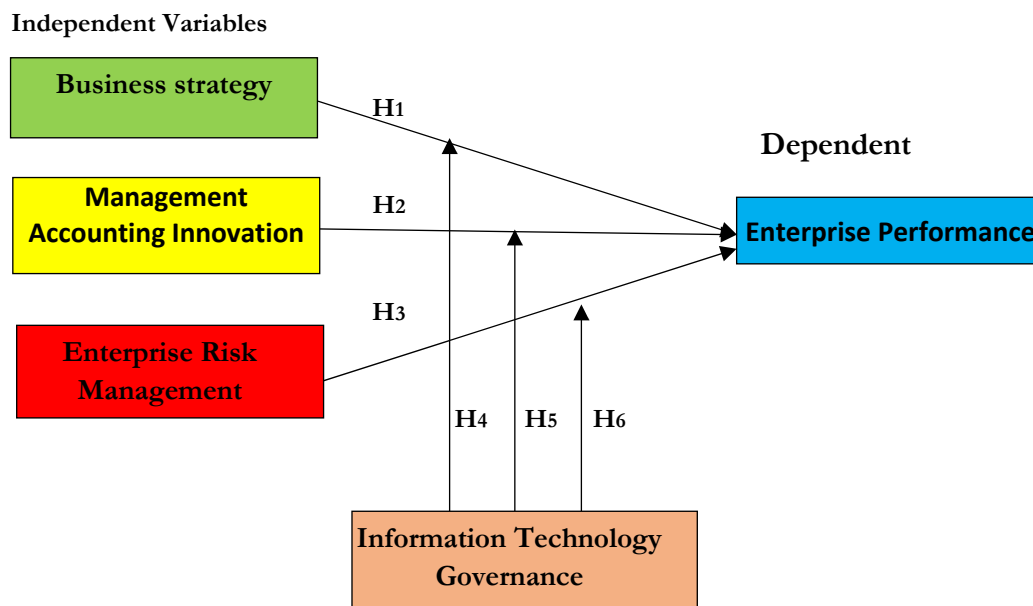 Independent Variables
Business strategy
H1
Dependent
Management
Accounting Innovation
H2
Enterprise Performance
H3
Enterprise Risk
Management
H4
H5
H6
Information Technology
Governance